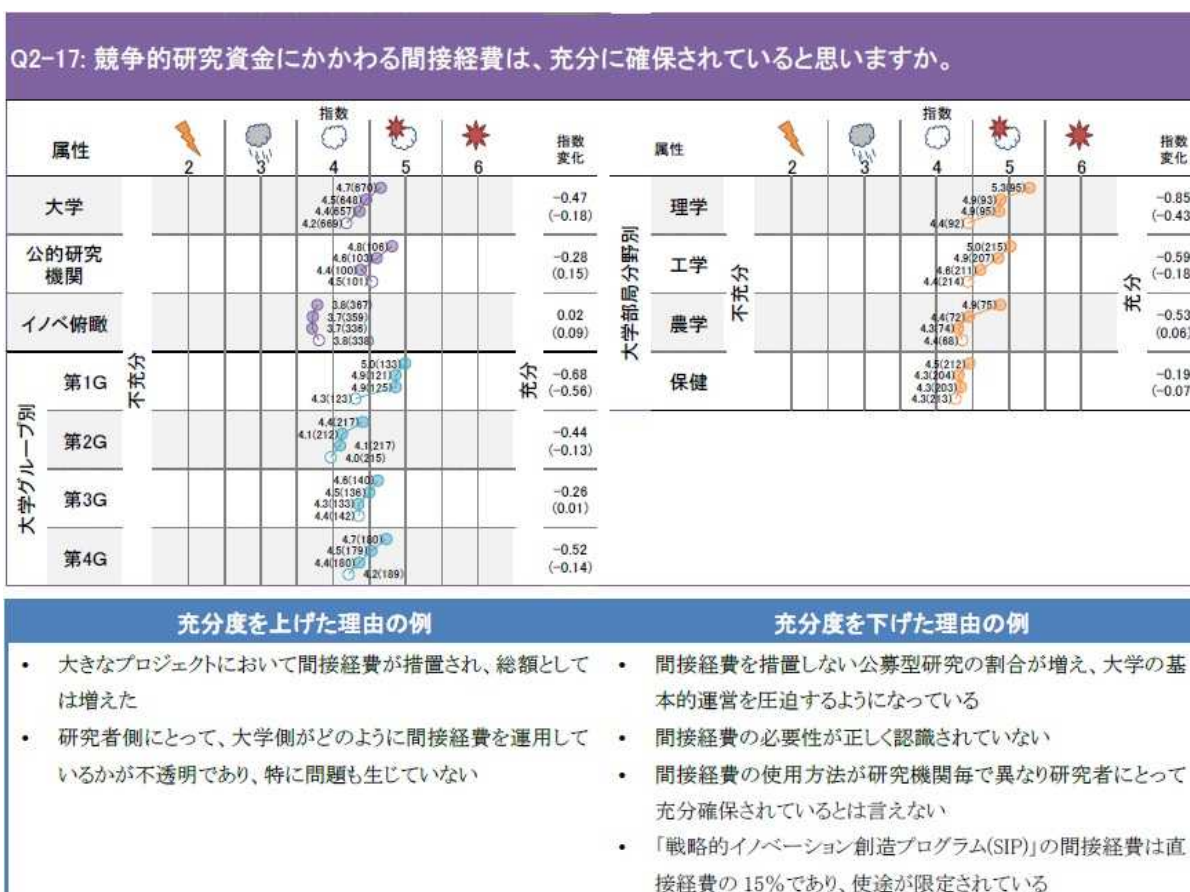 Q2-17: 競争的研究資金にかかわる間接経費は、充分に確保されていると思いますか。
属性
指数
2 3 4 5 6
指数
変化
不充分
充分
大学
4.7(670)
4.5(648)
4.4(657)
4.2(669)
-0.47
(-0.18)
公的研究
機関
4.8(106)
4.6(103)
4.4(100)
4.5(101)
-0.28
(0.15)
イノベ俯瞰
3.8(367)
3.7(359)
3.7(336)
3.8(338)
0.02
(0.09)
大学グループ別
第1G
5.0(133)
4.9(121)
4.9(125)
4.3(123)
-0.68
(-0.56)
第2G
4.4(217)
4.1(212)
4.1(217)
4.0(215)
-0.44
(-0.13)
第3G
4.6(140)
4.5(136)
4.3(133)
4.4(142)
-0.26
(0.01)
第4G
4.7(180)
4.5(179)
4.4(180)
4.2(189)
-0.52
(-0.14)
属性
指数
2 3 4 5 6
指数
変化
大学部局分野別
不充分
充分
理学
5.3(95)
4.9(93)
4.9(95)
4.4(92)
-0.85
(-0.43
工学
5.0(215)
4.9(207)
4.6(211)
4.4(214)
-0.59
(-0.18
農学
4.9(75)
4.4(72)
4.3(74)
4.4(68)
-0.53
(0.06)
保健
4.5(212)
4.3(204)
4.3(203)
4.3(213)
-0.19
(-0.07
充分度を上げた理由の例
• 大きなプロジェクトにおいて間接経費が措置され、総額として
は増えた
• 研究者側にとって、大学側がどのように間接経費を運用して
いるかが不透明であり、特に問題も生じていない
充分度を下げた理由の例
• 間接経費を措置しない公募型研究の割合が増え、大学の基
本的運営を圧迫するようになっている
• 間接経費の必要性が正しく認識されていない
• 間接経費の使用方法が研究機関毎で異なり研究者にとって
充分確保されているとは言えない
• 「戦略的イノベーション創造プログラム(SIP)」の間接経費は直
接経費の 15%であり、使途が限定されている